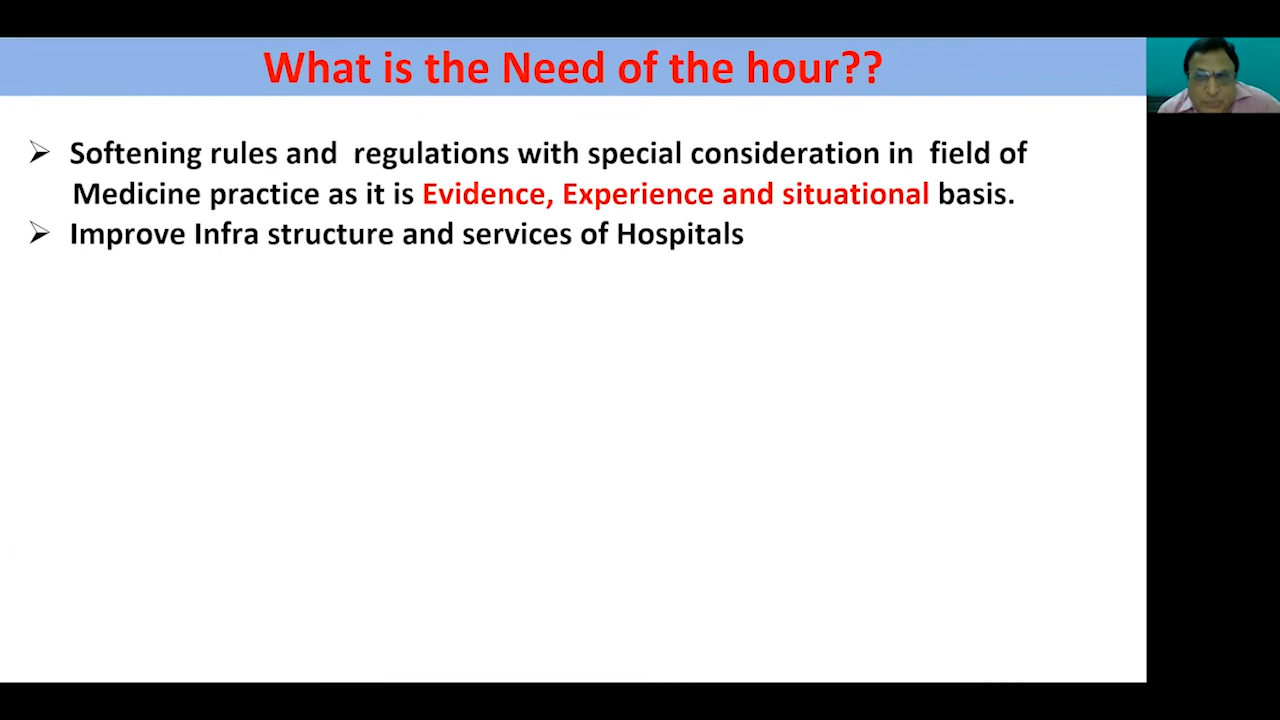 What is the Need of the hour??
Softening rules and regulations with special consideration in field of
Medicine practice as it is Evidence, Experience and situational basis.
Improve Infra structure and services of Hospitals